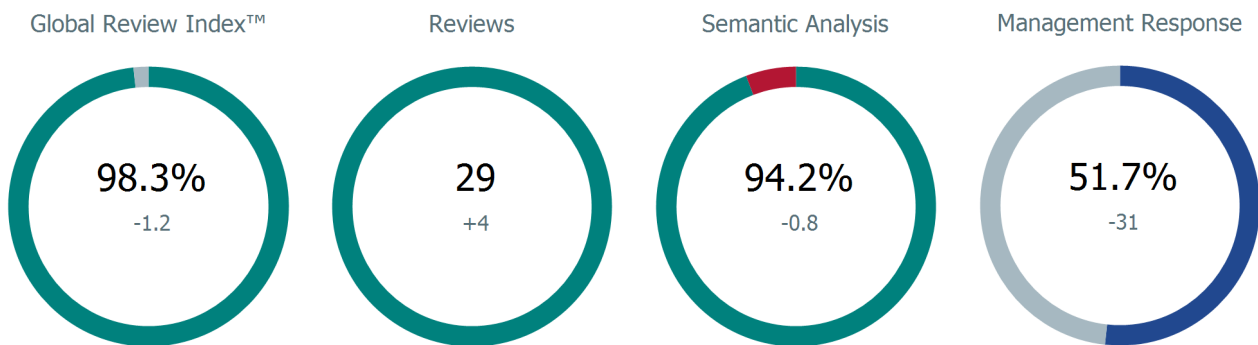 Global Review Index™
Reviews
Semantic Analysis
Management Response
98.3%
29
94.2%
51.7%
-1.2
+4
-0.8
-31